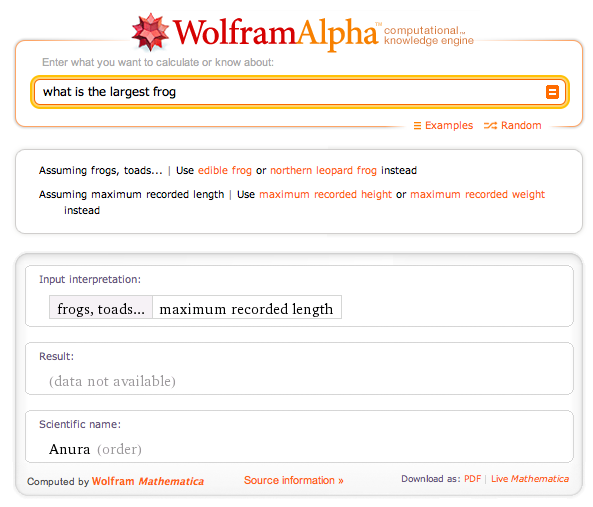 WolframAlpha™ computational...
knowledge engine
Enter what you want to calculate or know about:
what is the largest frog
=
Examples Random
Assuming frogs, toads... | Use edible frog or northern leopard frog instead
Assuming maximum recorded length | Use maximum recorded height or maximum recorded weight
instead
Input interpretation:
frogs, toads... maximum recorded length
Result:
(data not available)
Scientific name:
Anura (order)
Computed by Wolfram Mathematica Source information » Download as: PDF | Live Mathematica